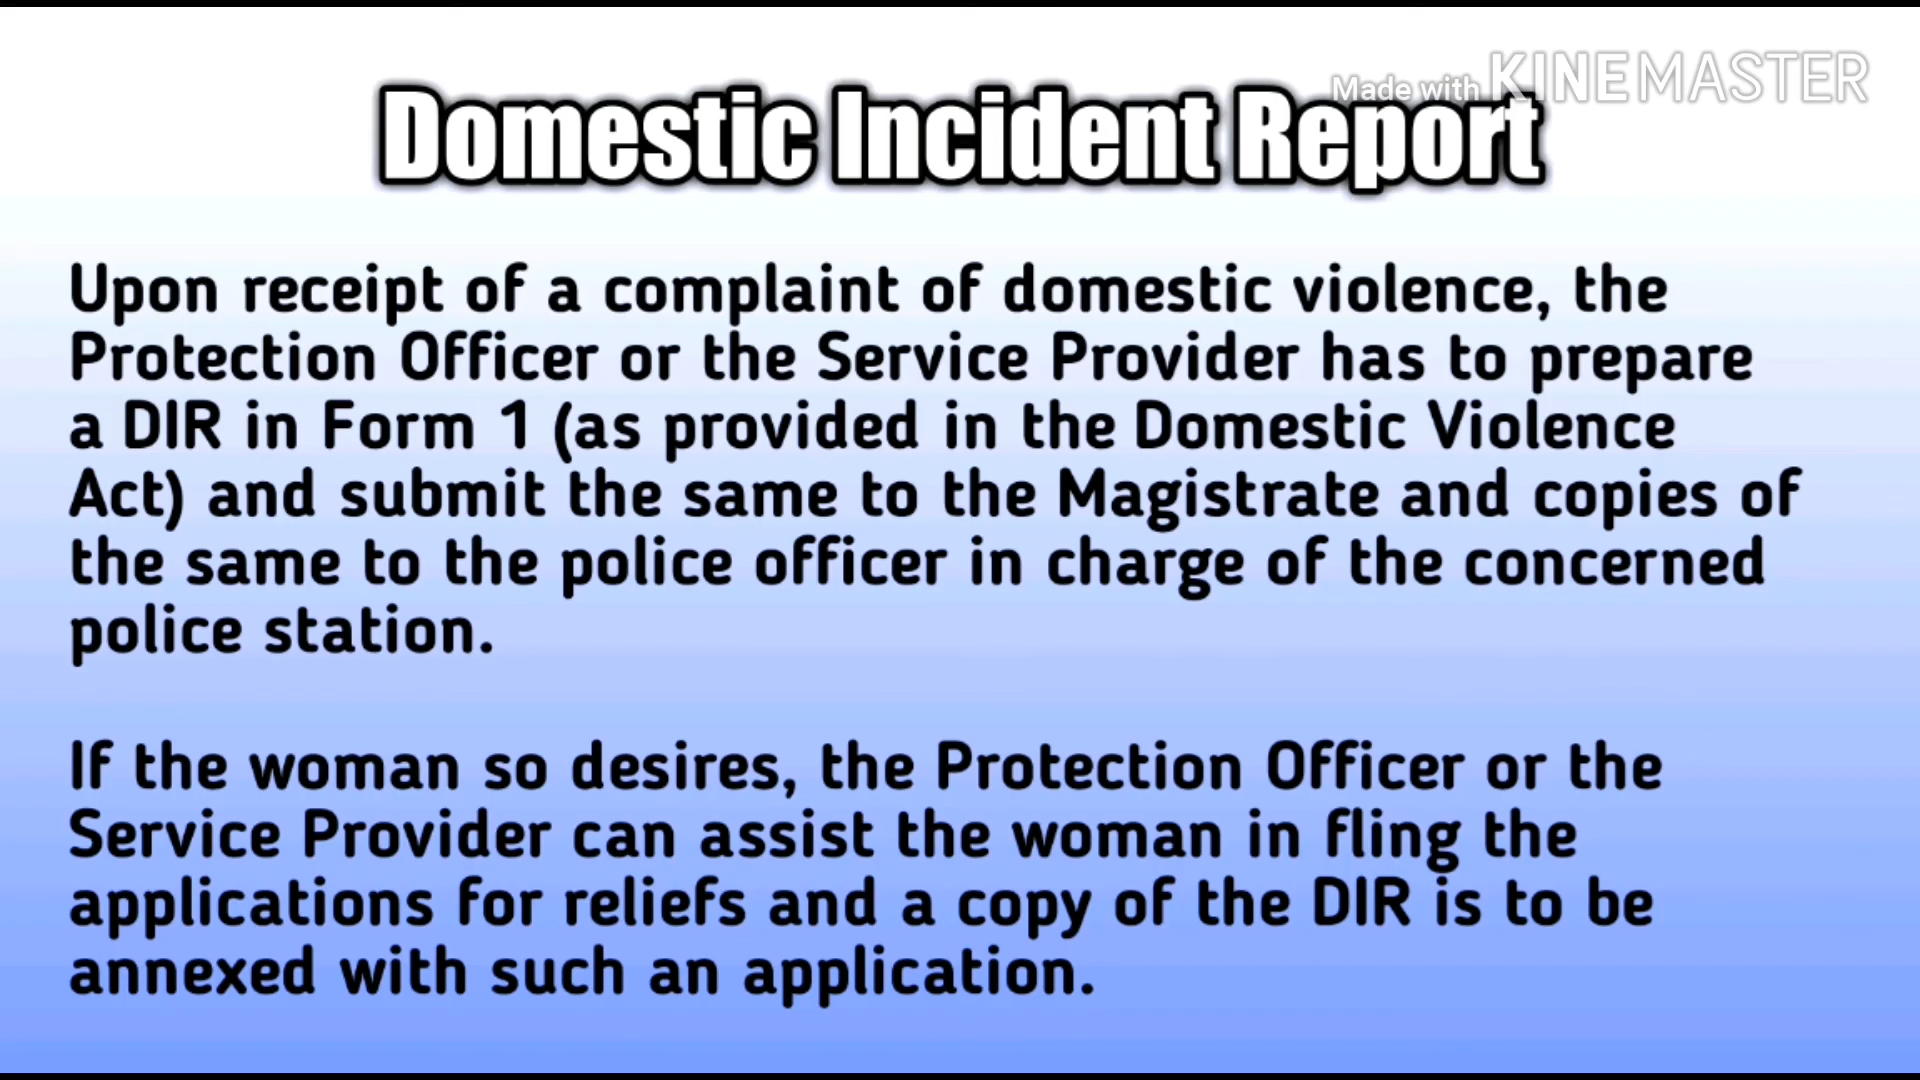 Made with KINEMASTER
Domestic Incident Report
Upon receipt of a complaint of domestic violence, the
Protection Officer or the Service Provider has to prepare
a DIR in Form 1 (as provided in the Domestic Violence
Act) and submit the same to the Magistrate and copies of
the same to the police officer in charge of the concerned
police station.
If the woman so desires, the Protection Officer or the
Service Provider can assist the woman in fling the
applications for reliefs and a copy of the DIR is to be
annexed with such an application.